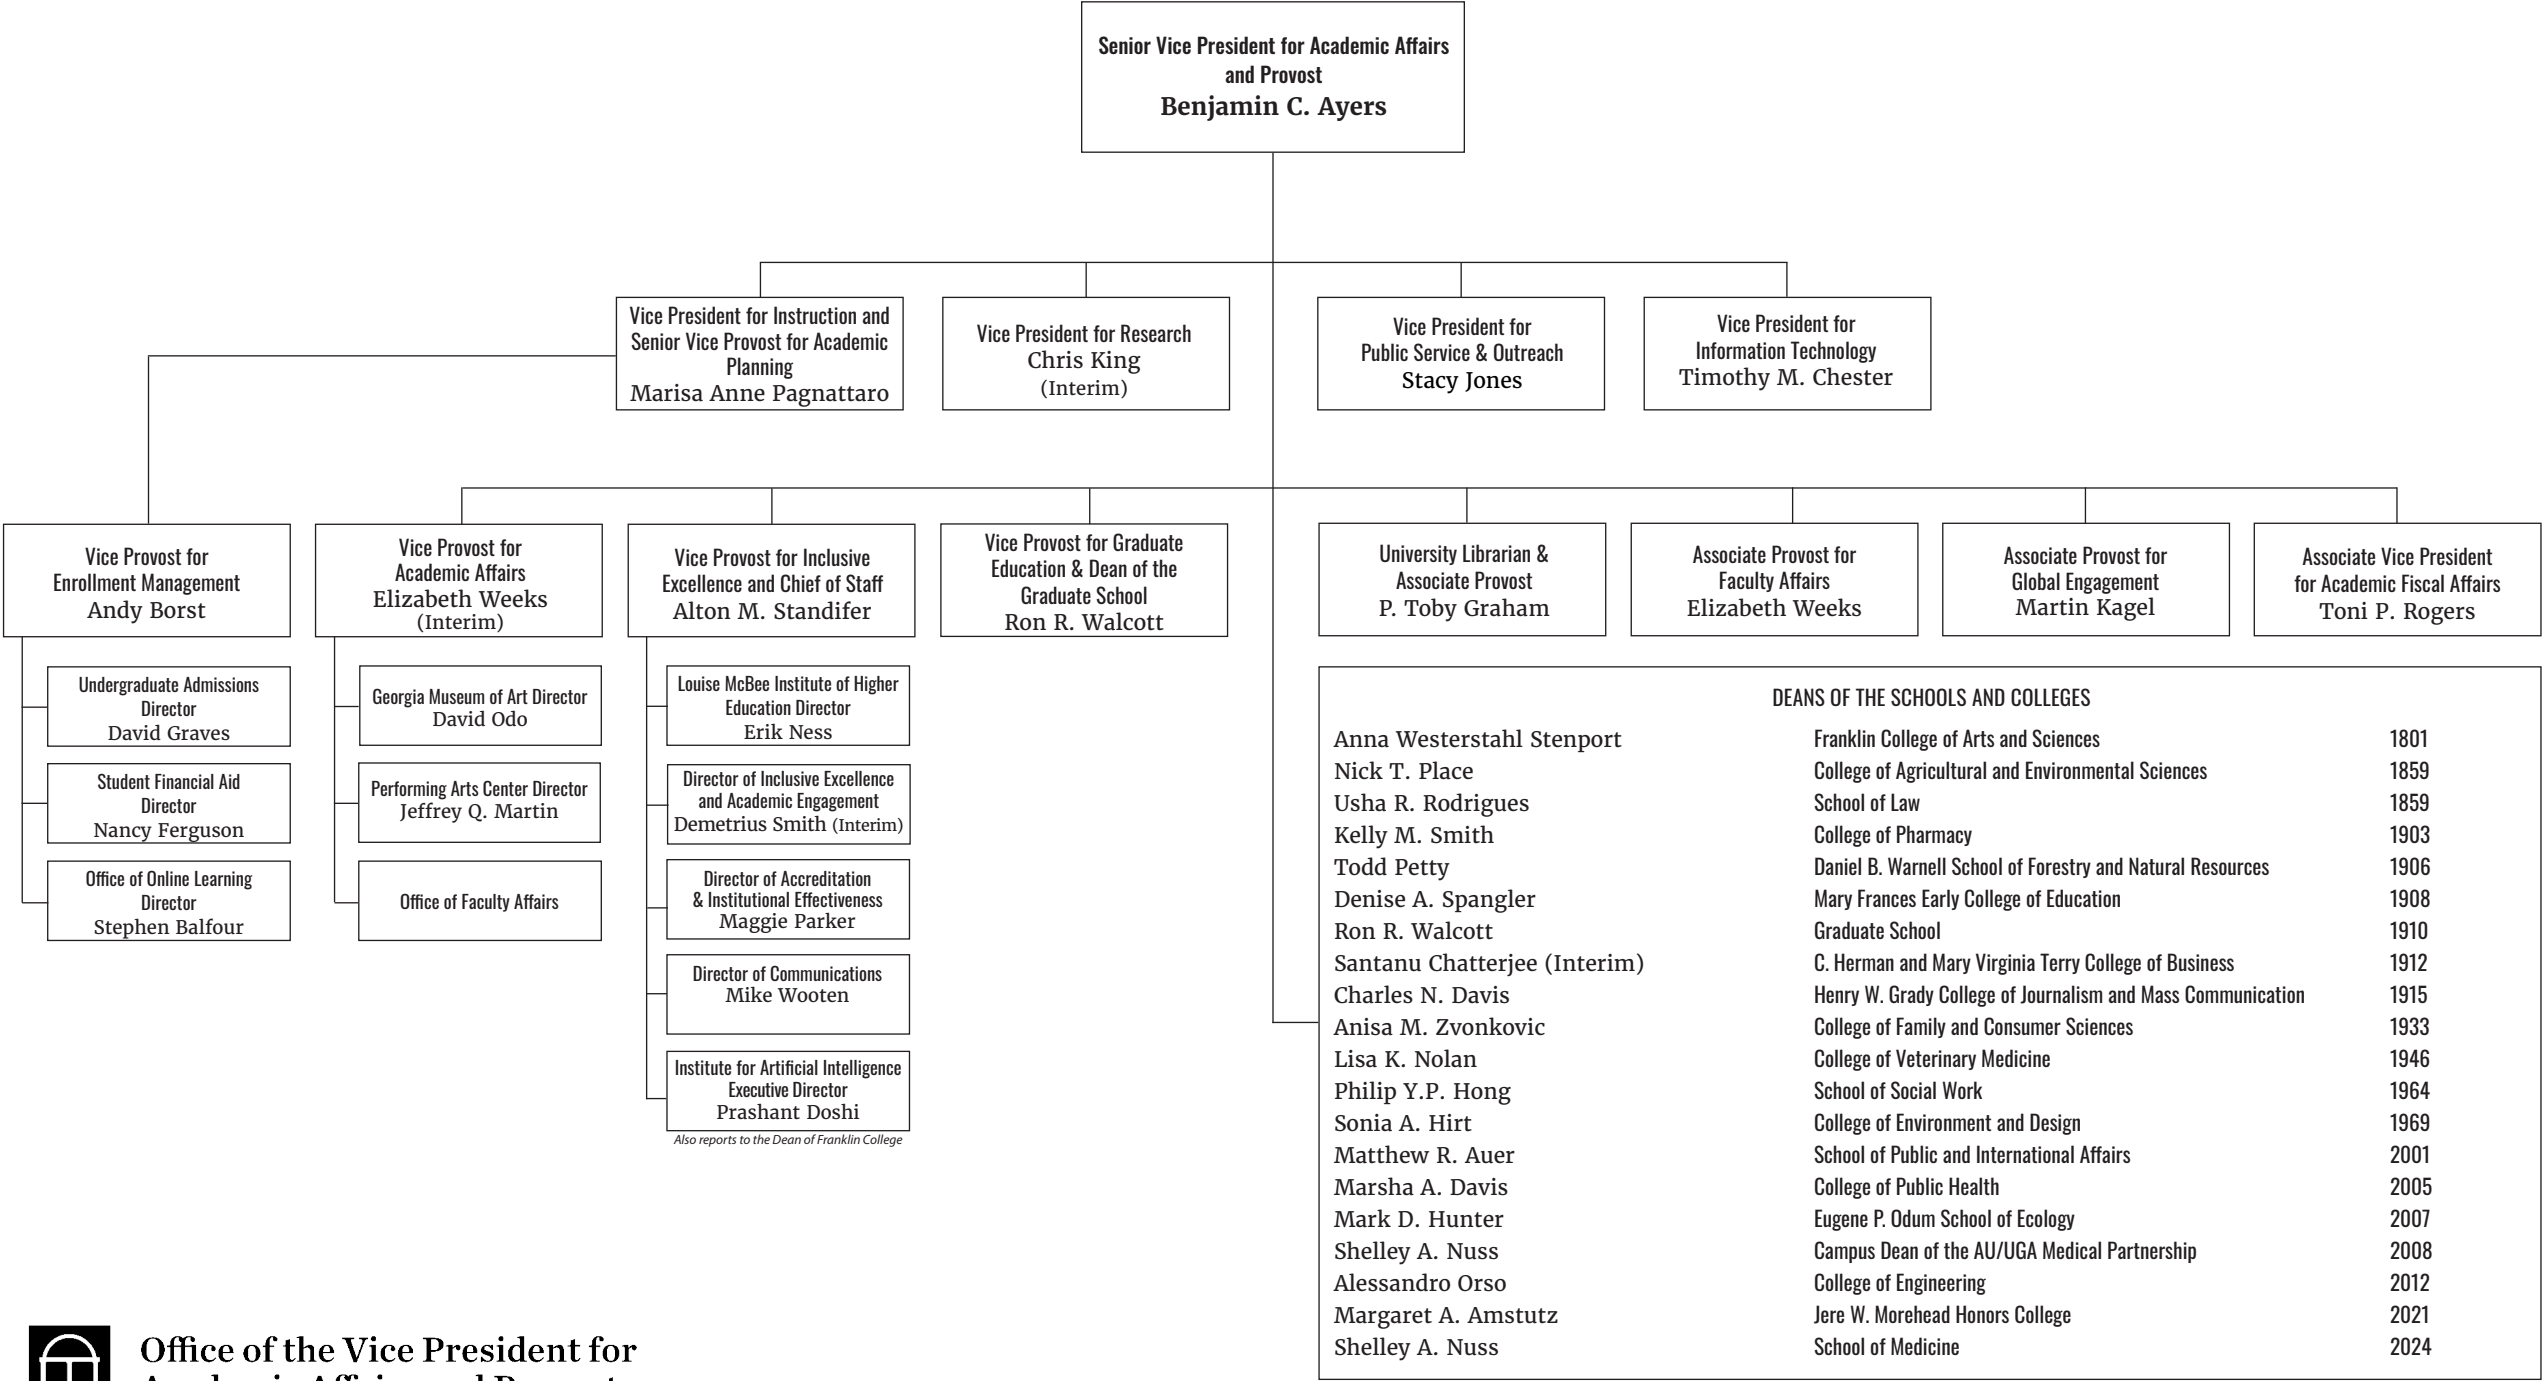 Senior Vice President for Academic Affairs
and Provost
Benjamin C. Ayers
Vice President for Instruction and
Senior Vice Provost for Academic
Planning
Marisa Anne Pagnattaro
Vice President for Research
Chris King
(Interim)
Vice President for
Public Service & Outreach
Stacy Jones
Vice President for
Information Technology
Timothy M. Chester
Vice Provost for
Enrollment Management
Andy Borst
Vice Provost for
Academic Affairs
Elizabeth Weeks
(Interim)
Vice Provost for Inclusive
Excellence and Chief of Staff
Alton M. Standifer
Vice Provost for Graduate
Education & Dean of the
Graduate School
Ron R. Walcott
University Librarian &
Associate Provost
P. Toby Graham
Associate Provost for
Faculty Affairs
Elizabeth Weeks
Associate Provost for
Global Engagement
Martin Kagel
Associate Vice President
for Academic Fiscal Affairs
Toni P. Rogers
Undergraduate Admissions
Director
David Graves
Student Financial Aid
Director
Nancy Ferguson
Office of Online Learning
Director
Stephen Balfour
Georgia Museum of Art Director
David Odo
Performing Arts Center Director
Jeffrey Q. Martin
Office of Faculty Affairs
Louise McBee Institute of Higher
Education Director
Erik Ness
Director of Inclusive Excellence
and Academic Engagement
Demetrius Smith (Interim)
Director of Accreditation
& Institutional Effectiveness
Maggie Parker
Director of Communications
Mike Wooten
Institute for Artificial Intelligence
Executive Director
Prashant Doshi
Also reports to the Dean of Franklin College
DEANS OF THE SCHOOLS AND COLLEGES
Anna Westerstahl Stenport Franklin College of Arts and Sciences 1801
Nick T. Place College of Agricultural and Environmental Sciences 1859
Usha R. Rodrigues School of Law 1859
Kelly M. Smith College of Pharmacy 1903
Todd Petty Daniel B. Warnell School of Forestry and Natural Resources 1906
Denise A. Spangler Mary Frances Early College of Education 1908
Ron R. Walcott Graduate School 1910
Santanu Chatterjee (Interim) C. Herman and Mary Virginia Terry College of Business 1912
Charles N. Davis Henry W. Grady College of Journalism and Mass Communication 1915
Anisa M. Zvonkovic College of Family and Consumer Sciences 1933
Lisa K. Nolan College of Veterinary Medicine 1946
Philip Y.P. Hong School of Social Work 1964
Sonia A. Hirt College of Environment and Design 1969
Matthew R. Auer School of Public and International Affairs 2001
Marsha A. Davis College of Public Health 2005
Mark D. Hunter Eugene P. Odum School of Ecology 2007
Shelley A. Nuss Campus Dean of the AU/UGA Medical Partnership 2008
Alessandro Orso College of Engineering 2012
Margaret A. Amstutz Jere W. Morehead Honors College 2021
Shelley A. Nuss School of Medicine 2024
Office of the Vice President for